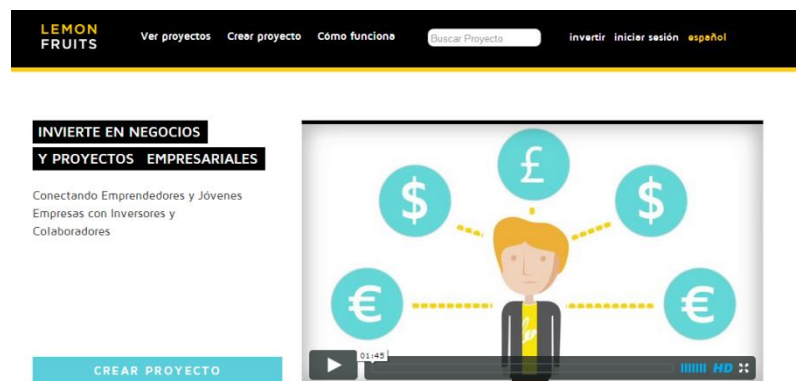 LEMON
FRUITS
Ver proyectos Crear proyecto Cómo funciona Buscar Proyecto invertir iniciar sesión español
INVIERTE EN NEGOCIOS
Y PROYECTOS EMPRESARIALES
Conectando Emprendedores y Jóvenes
Empresas con Inversores y
Colaboradores
CREAR PROYECTO
$ £ $
€ €
01:45
HD